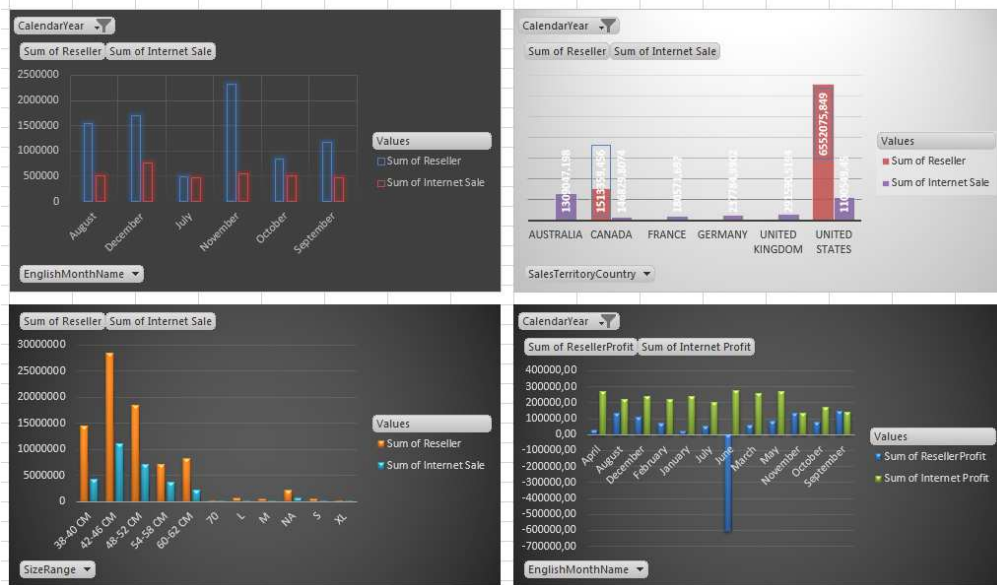 CalendarYear
Sum of Reseller Sum of Internet Sale
2500000
2000000
1500000
1000000
500000
0
August
December
July
November
October
September
Values
Sum of Reseller
Sum of Internet Sale
EnglishMonthName
CalendarYear
Sum of Reseller Sum of Internet Sale
6552075,849
AUSTRALIA CANADA FRANCE GERMANY UNITED KINGDOM UNITED STATES
Values
Sum of Reseller
Sum of Internet Sale
SalesTerritoryCountry
Sum of Reseller Sum of Internet Sale
30000000
25000000
20000000
15000000
10000000
5000000
0
38-40 CM
42-46 CM
48-52 CM
54-58 CM
60-62 CM
70
L
M
NA
S
XL
Values
Sum of Reseller
Sum of Internet Sale
SizeRange
CalendarYear
Sum of ResellerProfit Sum of Internet Profit
400000,00
300000,00
200000,00
100000,00
0,00
-100000,00
-200000,00
-300000,00
-400000,00
-500000,00
-600000,00
-700000,00
April
August
December
February
January
July
June
March
May
November
October
September
Values
Sum of ResellerProfit
Sum of Internet Profit
EnglishMonthName